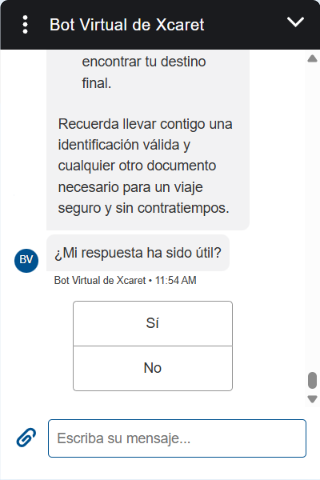 Bot Virtual de Xcaret
encontrar tu destino
final.
Recuerda llevar contigo una
identificación válida y
cualquier otro documento
necesario para un viaje
seguro y sin contratiempos.
¿Mi respuesta ha sido útil?
BV
Bot Virtual de Xcaret • 11:54 AM
Sí
No
Escriba su mensaje...